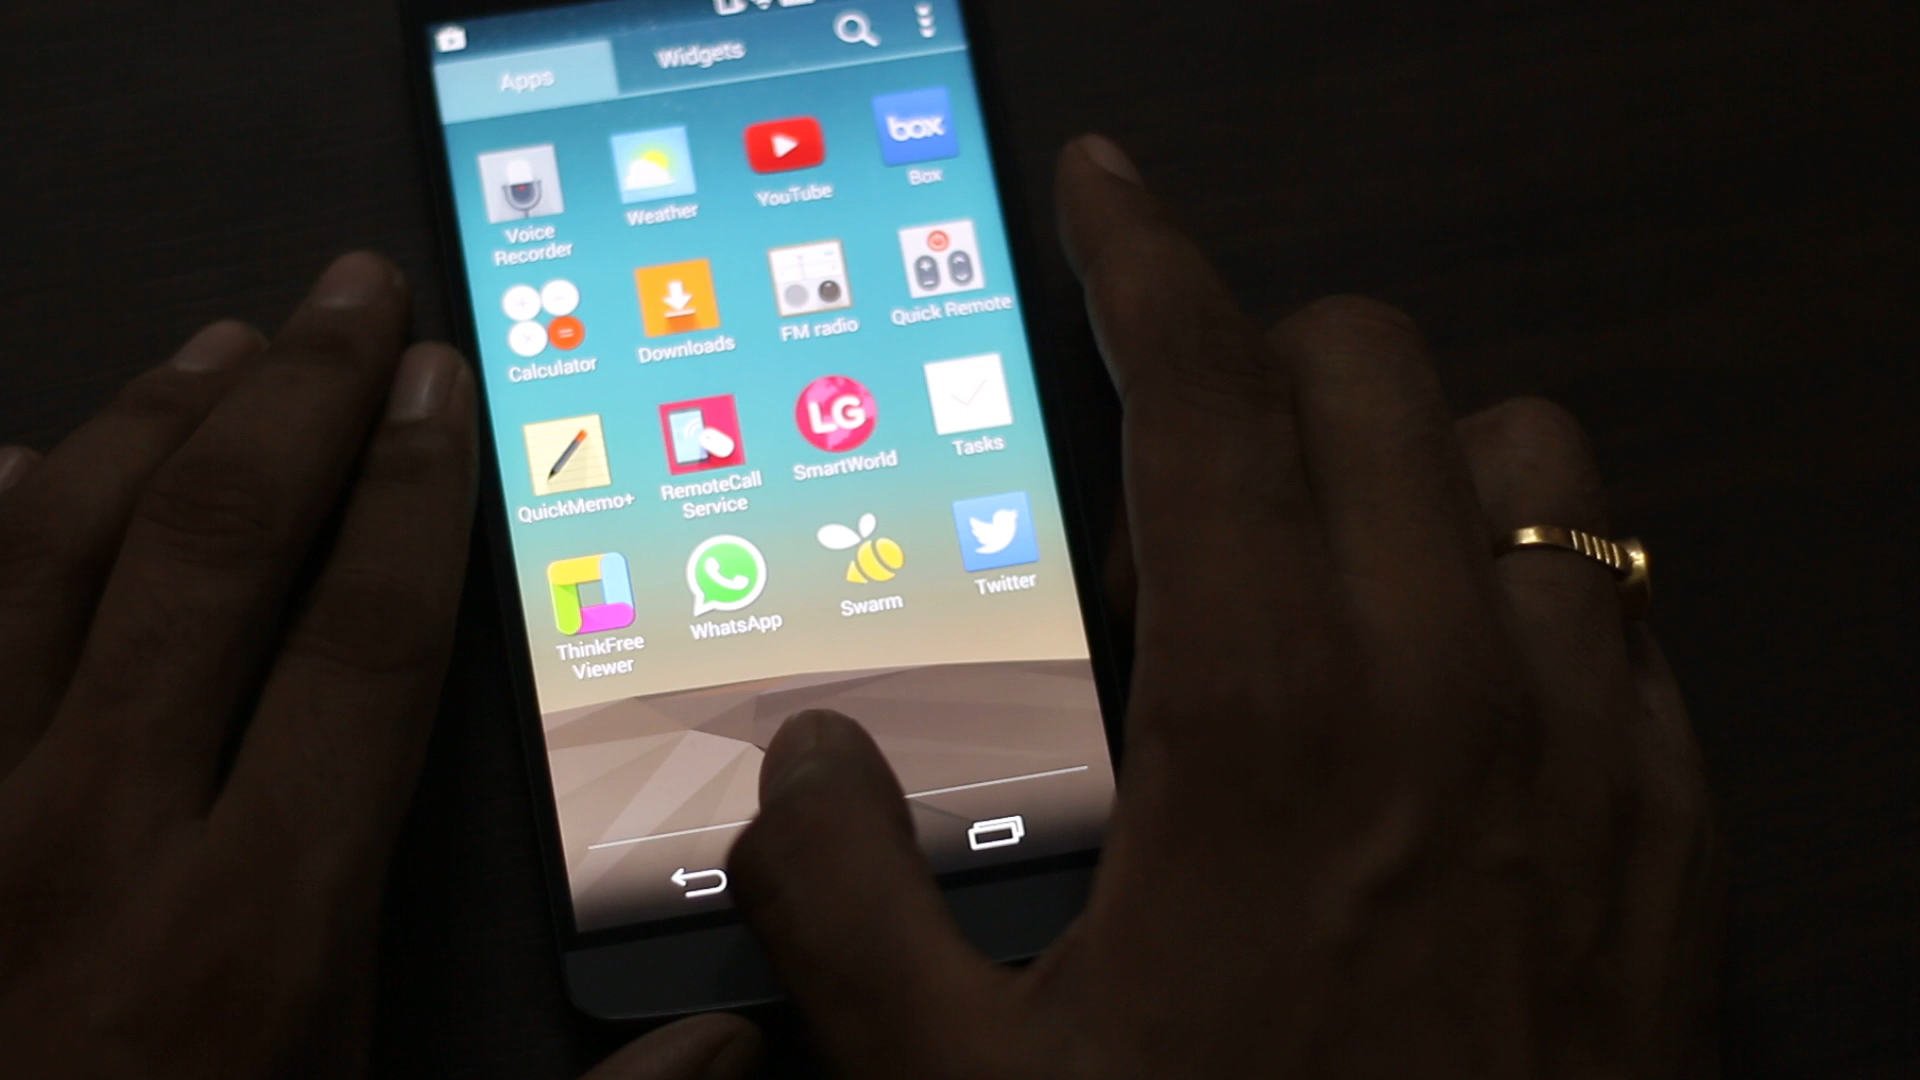 Apps
Widgets
box
Voice
Recorder
Weather
YouTube
Box
Calculator
Downloads
FM radio
Quick Remote
LG
QuickMemo+
RemoteCall
Service
SmartWorld
Tasks
ThinkFree
Viewer
WhatsApp
Swarm
Twitter